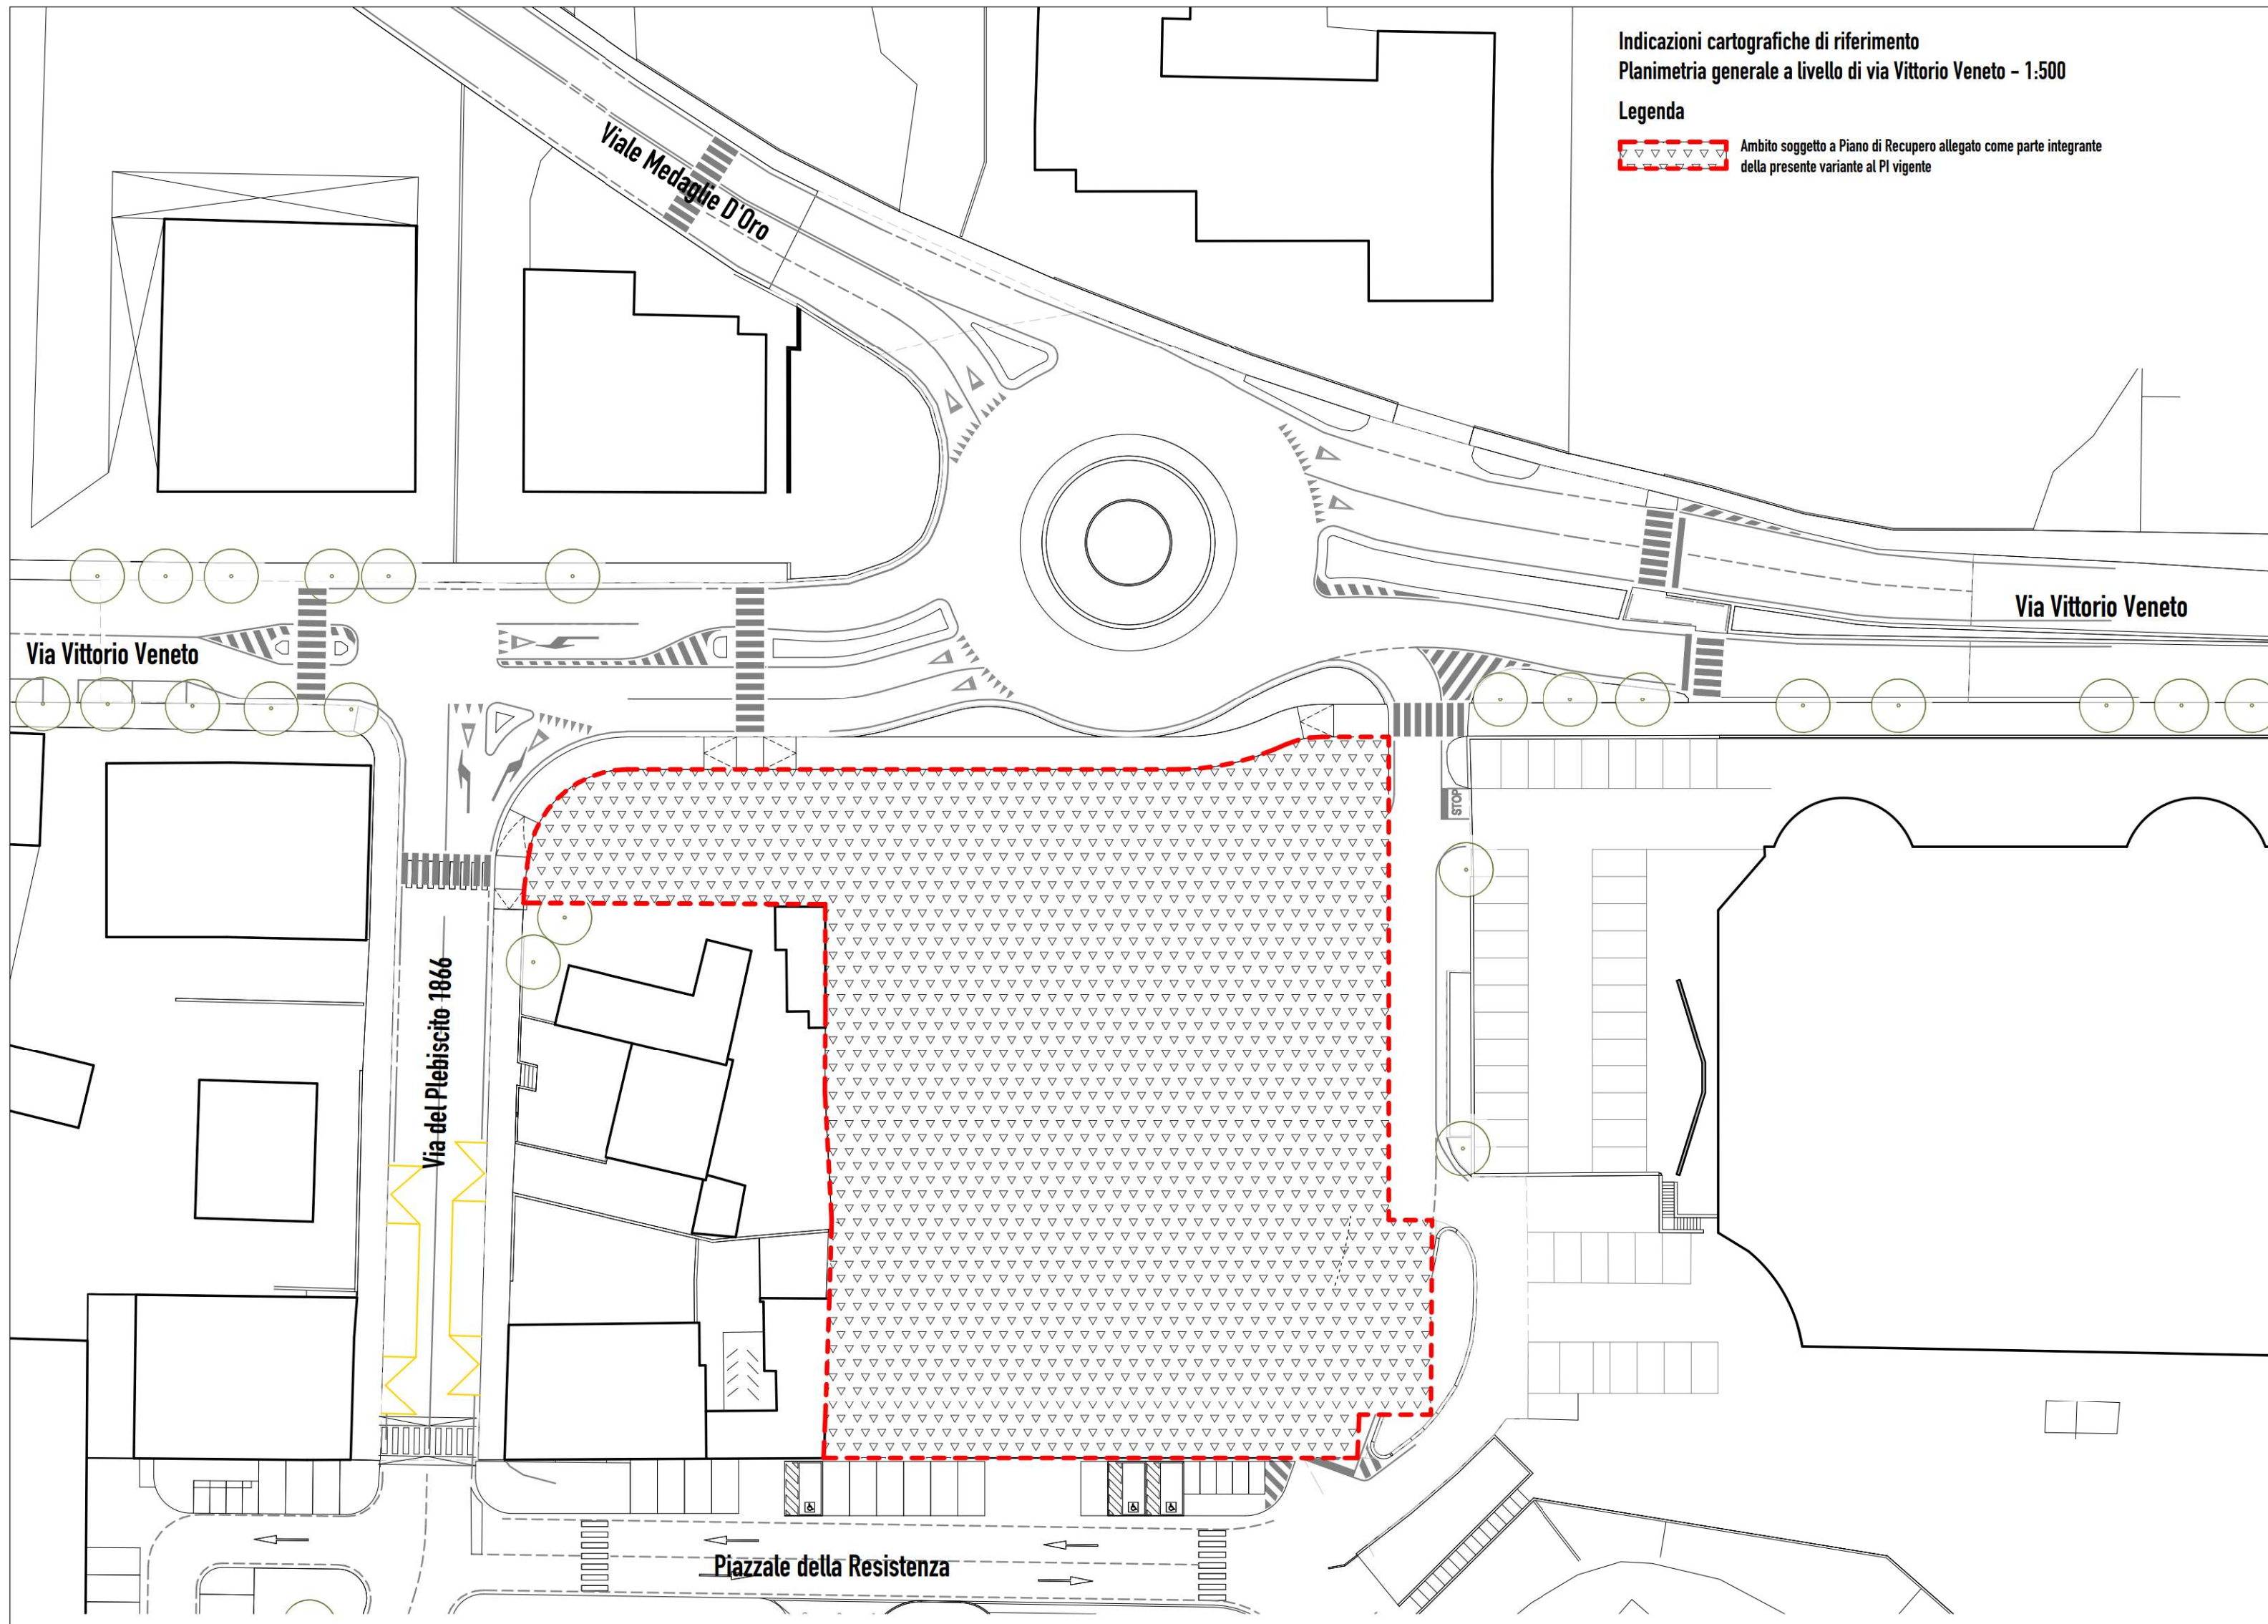 Indicazioni cartografiche di riferimento
Planimetria generale a livello di via Vittorio Veneto - 1:500
Legenda
Ambito soggetto a Piano di Recupero allegato come parte integrante
della presente variante al PI vigente
Viale Medaglie D'Oro
Via Vittorio Veneto
Via Vittorio Veneto
STOP
Via del Plebiscito 1866
Piazzale della Resistenza